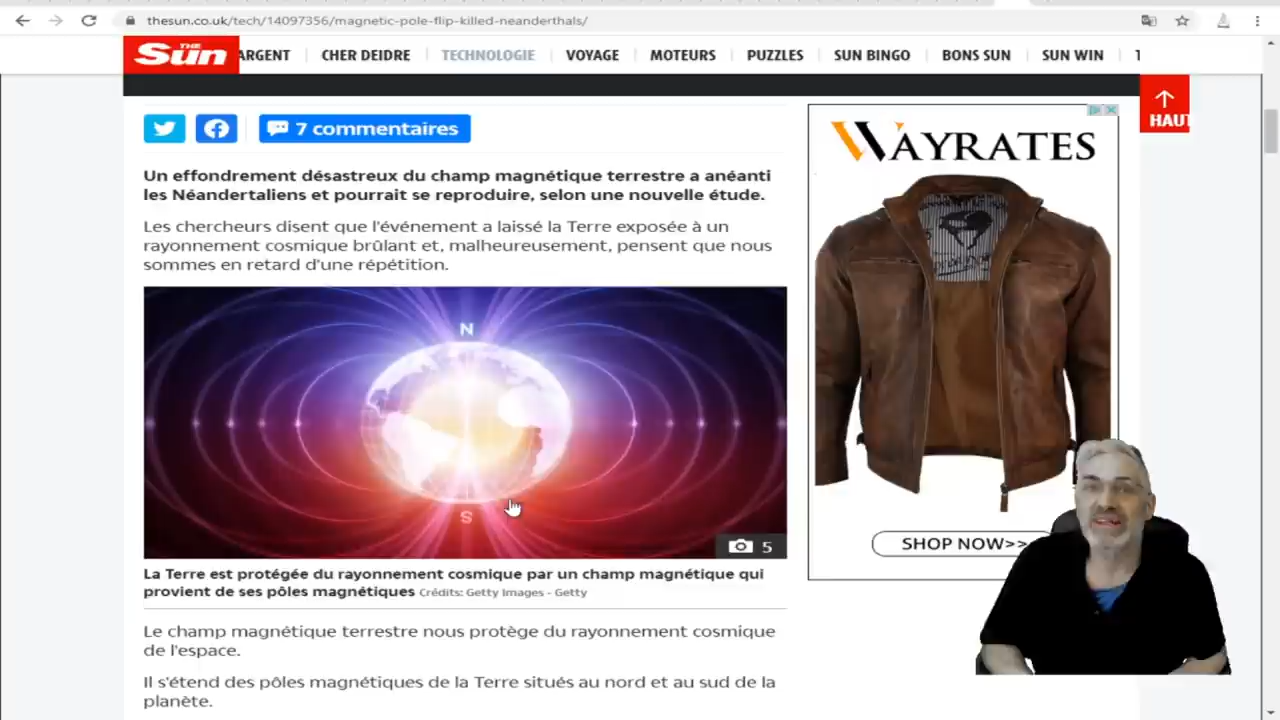 thesun.co.uk/tech/14097356/magnetic-pole-flip-killed-neanderthals/
THE Sun
ARGENT CHER DEIDRE TECHNOLOGIE VOYAGE MOTEURS PUZZLES SUN BINGO BONS SUN SUN WIN
HAUT
7 commentaires
Un effondrement désastreux du champ magnétique terrestre a anéanti
les Néandertaliens et pourrait se reproduire, selon une nouvelle étude.
Les chercheurs disent que l'événement a laissé la Terre exposée à un
rayonnement cosmique brûlant et, malheureusement, pensent que nous
sommes en retard d'une répétition.
N
S
5
La Terre est protégée du rayonnement cosmique par un champ magnétique qui
provient de ses pôles magnétiques Crédits: Getty Images - Getty
Le champ magnétique terrestre nous protège du rayonnement cosmique
de l'espace.
Il s'étend des pôles magnétiques de la Terre situés au nord et au sud de la
planète.
WAYRATES
SHOP NOW>>